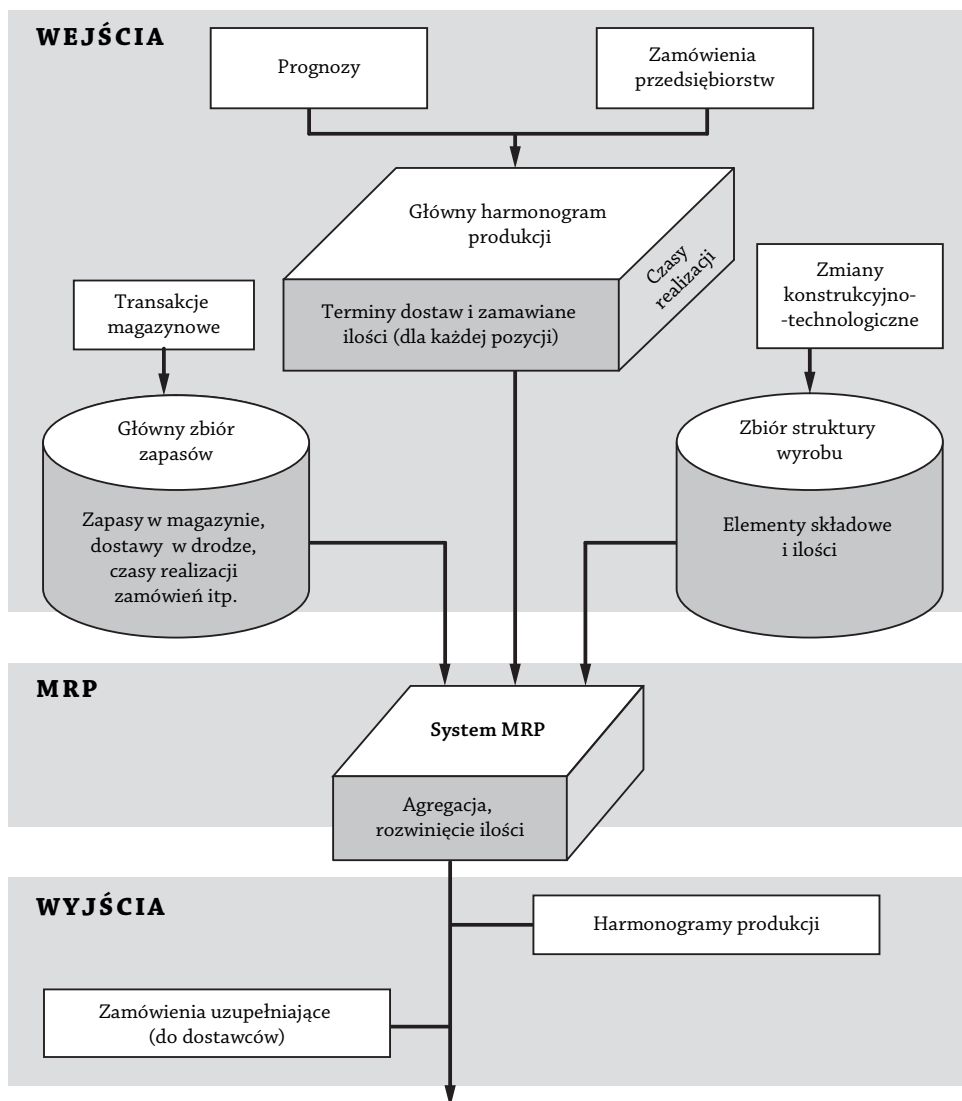 WEJŚCIA
Prognozy
Zamówienia
przedsiębiorstw
Główny harmonogram
produkcji
Czasy
realizacji
Terminy dostaw i zamawiane
ilości (dla każdej pozycji)
Transakcje
magazynowe
Zmiany
konstrukcyjno-
-technologiczne
Główny zbiór
zapasów
Zapasy w magazynie,
dostawy w drodze,
czasy realizacji
zamówień itp.
Zbiór struktury
wyrobu
Elementy składowe
i ilości
MRP
System MRP
Agregacja,
rozwinięcie ilości
WYJŚCIA
Harmonogramy produkcji
Zamówienia uzupełniające
(do dostawców)